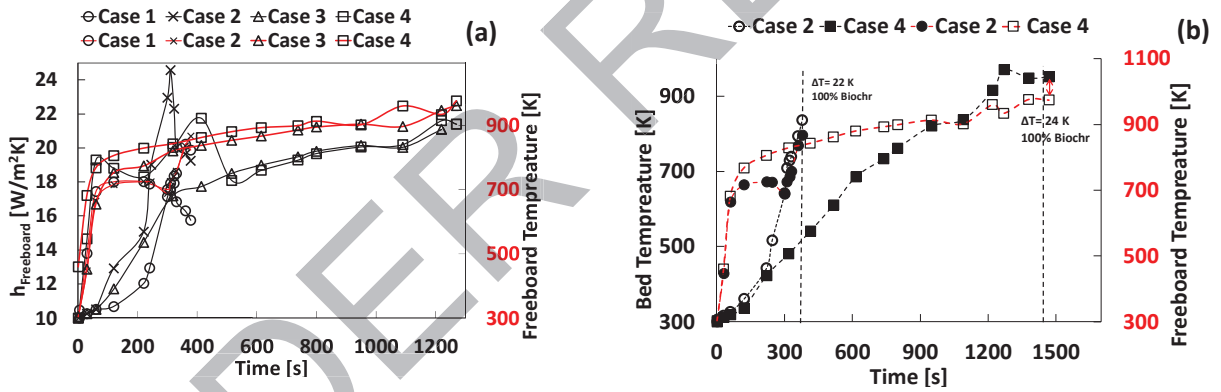 Case 1 Case 2 Case 3 Case 4
Case 1 Case 2 Case 3 Case 4
(a)
24
22
20
18
16
14
12
10
h_Freeboard [W/m²K]
900
700
500
300
Freeboard Tempreature [K]
0 200 400 600 800 1000 1200
Time [s]
DER RE
Case 2 Case 4 Case 2 Case 4
(b)
900
700
500
300
Bed Tempreature [K]
ΔT= 22 K
100% Biochr
ΔT= 24 K
100% Biochr
1100
900
700
500
300
Freeboard Tempreature [K]
0 300 600 900 1200 1500
Time [s]